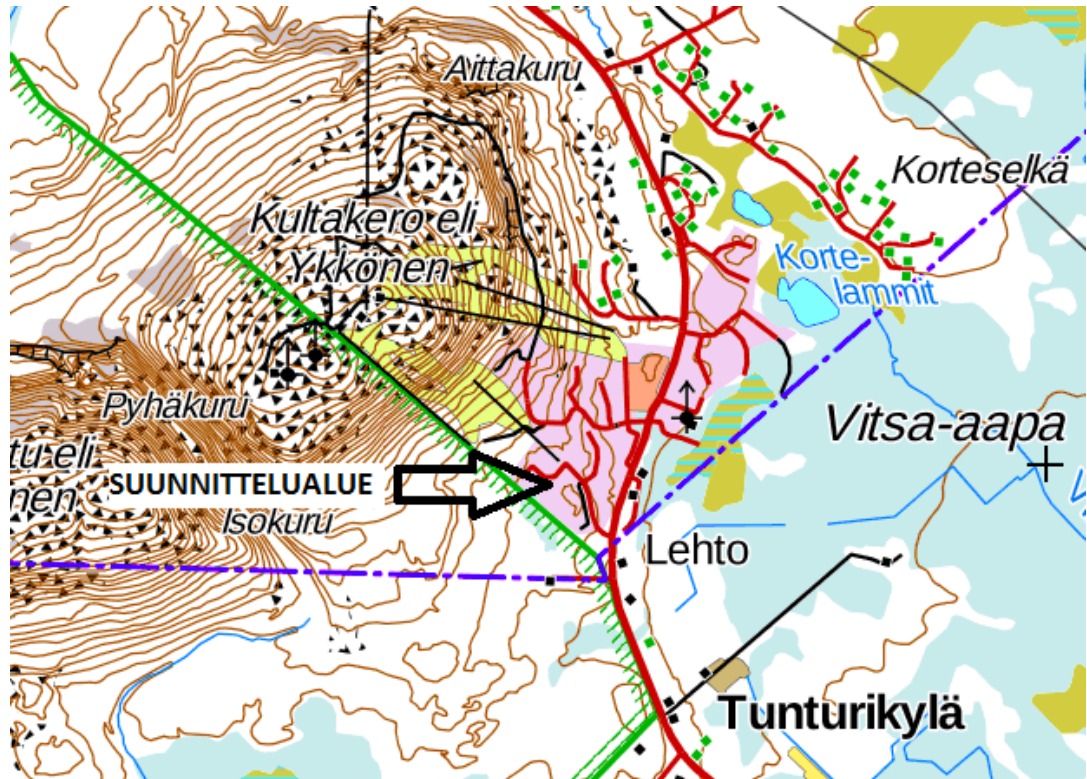 Aittakuru
Korteselkä
Kultakero eli
Ykkönen
Korte-
lammit
Pyhäkuru
Vitsa-aapa
tu eli
nen
SUUNNITTELUALUE
Isokuru
Lehto
Tunturikylä